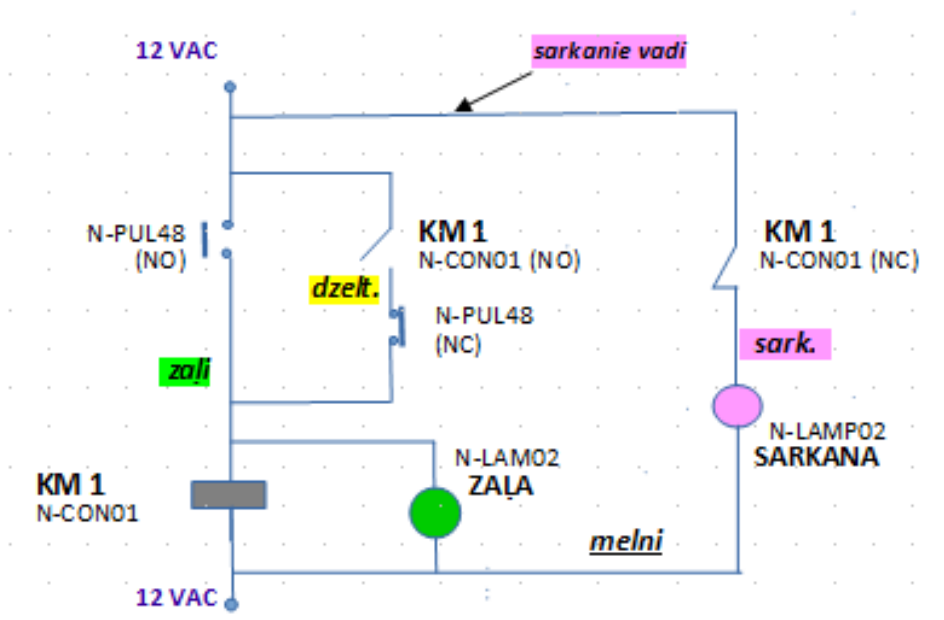 12 VAC
sarkanie vadi
N-PUL48
(NO)
KM 1
N-CON01 (NO)
KM 1
N-CON01 (NC)
dzelt.
N-PUL48
(NC)
sark.
zaļi
N-LAMP02
SARKANA
N-LAM02
ZAĻA
KM 1
N-CON01
melni
12 VAC